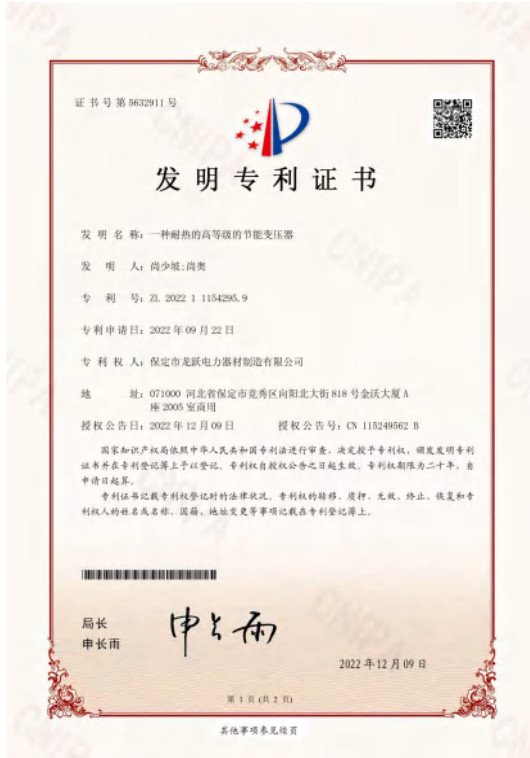 证书号第5632911号
发明专利证书
发明名称：一种耐热的高等级的节能变压器
发明人：尚少坡;尚奥
专利号：ZL 2022 1 1154295.9
专利申请日：2022年09月22日
专利权人：保定市龙跃电力器材制造有限公司
地址：071000 河北省保定市竞秀区向阳北大街818号金沃大厦A
座2005室商用
授权公告日：2022年12月09日 授权公告号：CN 115249562 B
国家知识产权局依照中华人民共和国专利法进行审查，决定授予专利权，颁发发明专利
证书并在专利登记簿上予以登记。专利权自授权公告之日起生效。专利权期限为二十年，自
申请日起算。
专利证书记载专利权登记时的法律状况。专利权的转移、质押、无效、终止、恢复和专
利权人的姓名或名称、国籍、地址变更等事项记载在专利登记簿上。
局长
申长雨
申长雨
2022年12月09日
第 1 页 (共 2 页)
其他事项参见续页